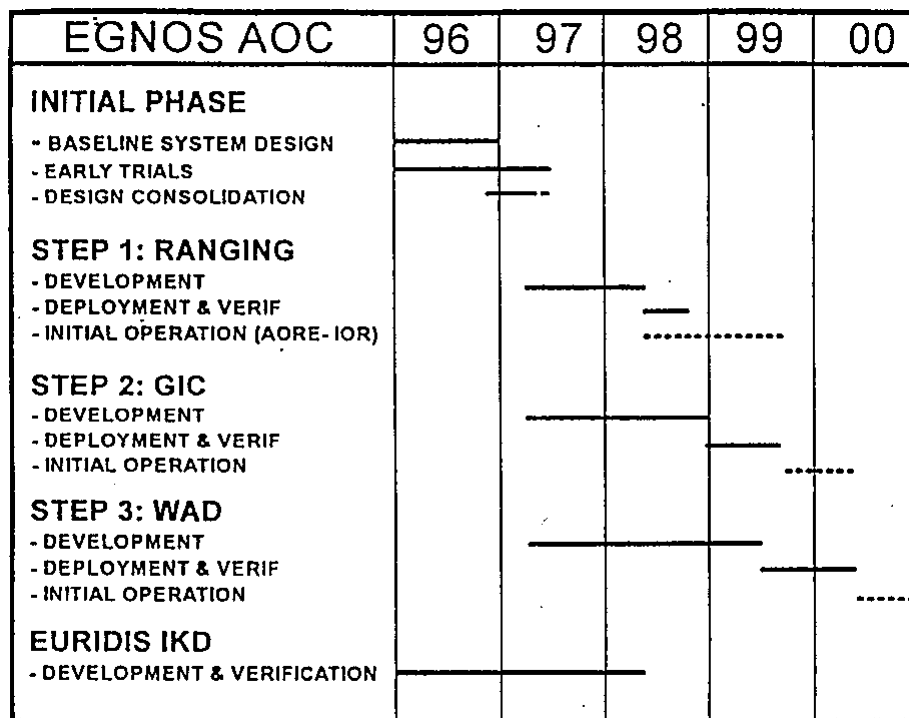 EGNOS AOC 96 97 98 99 00
INITIAL PHASE
- BASELINE SYSTEM DESIGN
- EARLY TRIALS
- DESIGN CONSOLIDATION
STEP 1: RANGING
- DEVELOPMENT
- DEPLOYMENT & VERIF
- INITIAL OPERATION (AORE-IOR)
STEP 2: GIC
- DEVELOPMENT
- DEPLOYMENT & VERIF
- INITIAL OPERATION
STEP 3: WAD
- DEVELOPMENT
- DEPLOYMENT & VERIF
- INITIAL OPERATION
EURIDIS IKD
- DEVELOPMENT & VERIFICATION